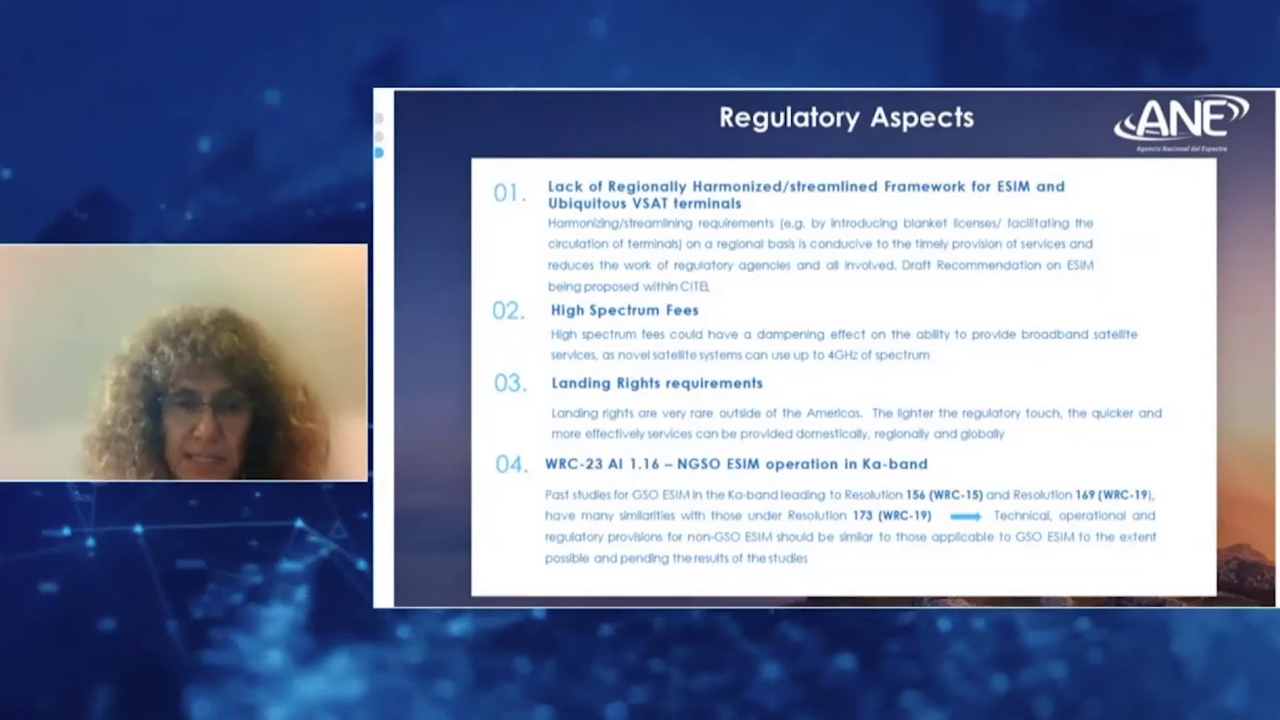 Regulatory Aspects
ANE
Agencia Nacional del Espectro
01.
Lack of Regionally Harmonized/streamlined Framework for ESIM and
Ubiquitous VSAT terminals
Harmonizing/streamlining requirements (e.g. by introducing blanket licenses/ facilitating the
circulation of terminals) on a regional basis is conducive to the timely provision of services and
reduces the work of regulatory agencies and all involved. Draft Recommendation on ESIM
being proposed within CITEL
02.
High Spectrum Fees
High spectrum fees could have a dampening effect on the ability to provide broadband satellite
services, as novel satellite systems can use up to 4GHz of spectrum
03.
Landing Rights requirements
Landing rights are very rare outside of the Americas. The lighter the regulatory touch, the quicker and
more effectively services can be provided domestically, regionally and globally
04.
WRC-23 AI 1.16 – NGSO ESIM operation in Ka-band
Past studies for GSO ESIM in the Ka-band leading to Resolution 156 (WRC-15) and Resolution 169 (WRC-19),
have many similarities with those under Resolution 173 (WRC-19) Technical, operational and
regulatory provisions for non-GSO ESIM should be similar to those applicable to GSO ESIM to the extent
possible and pending the results of the studies